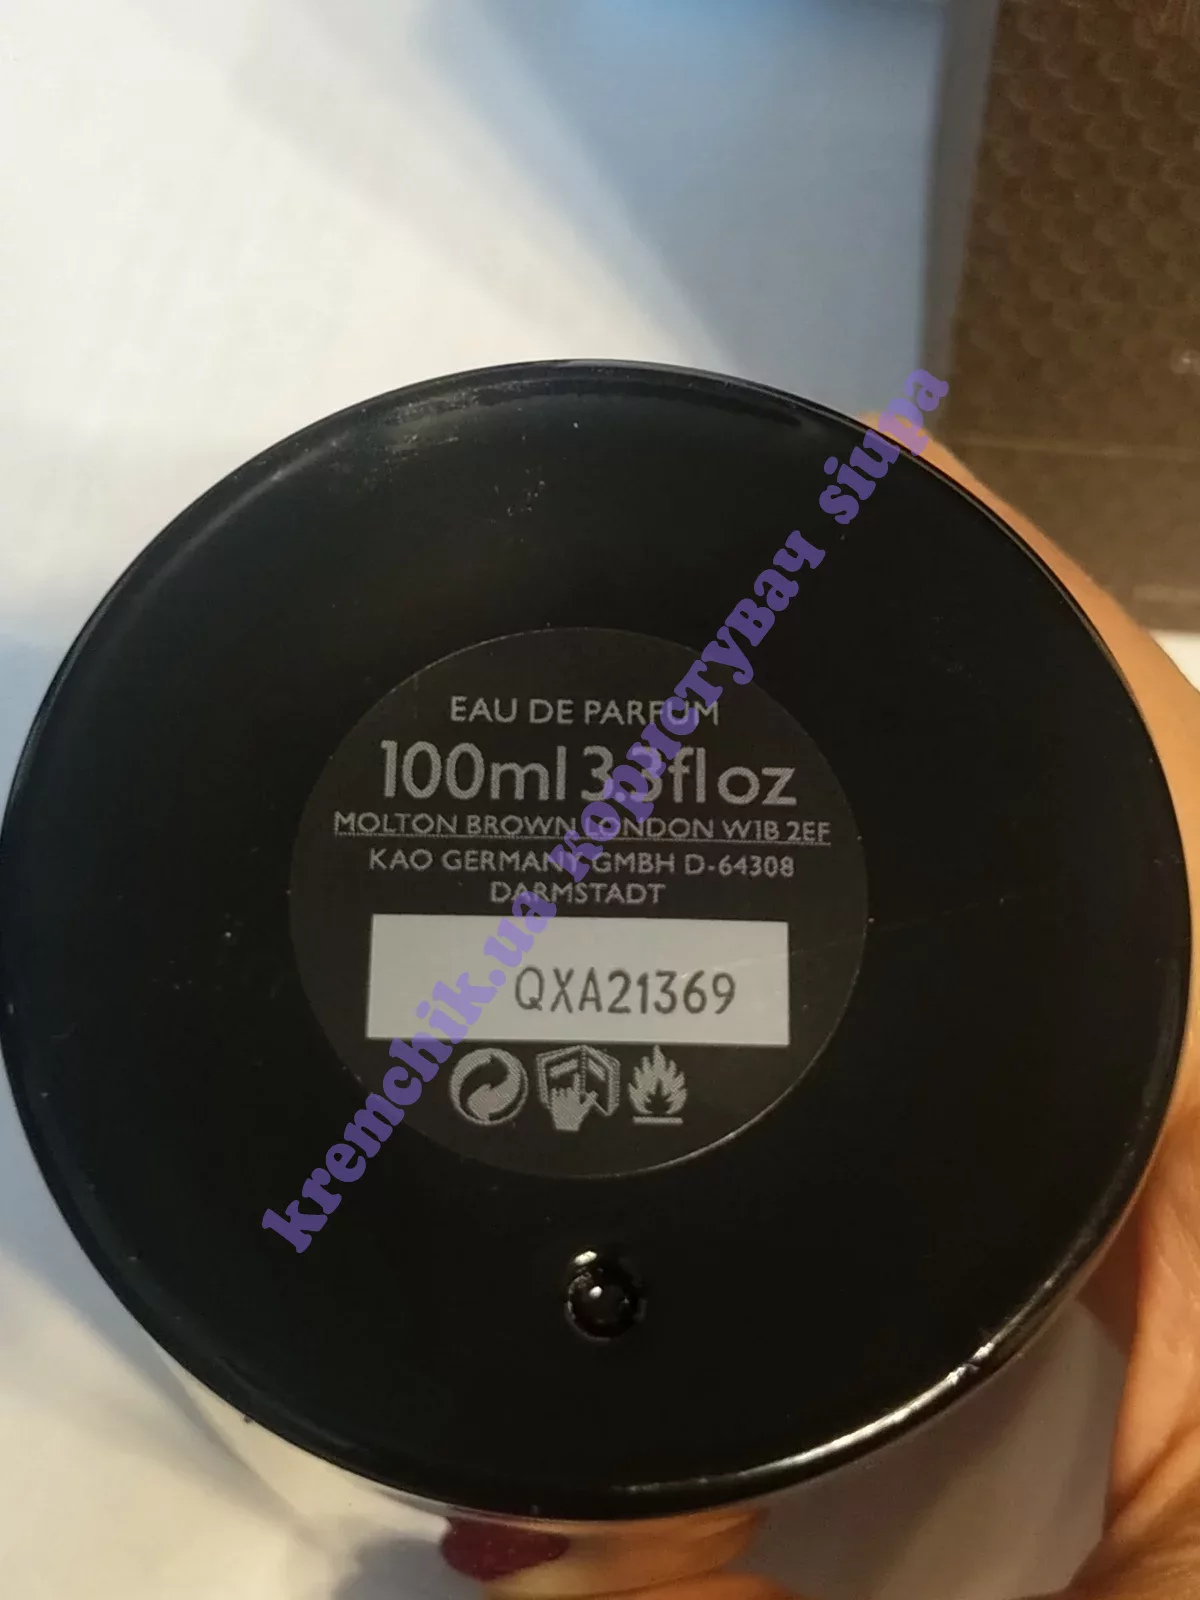 EAU DE PARFUM
100ml 3.3fl oz
MOLTON BROWN LONDON W1B 2EF
KAO GERMANY GMBH D-64308
DARMSTADT
QXA21369
kremchik.ua користувач siupa